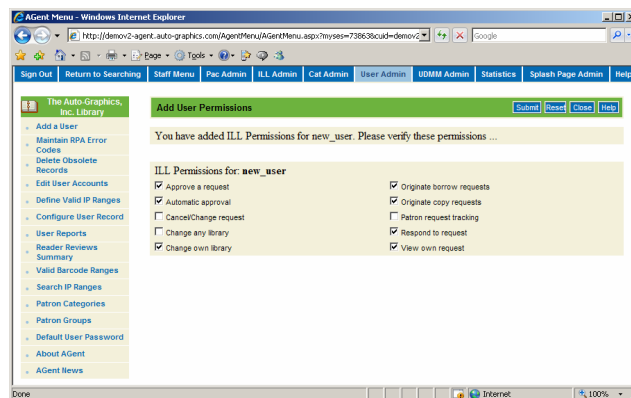 AGent Menu - Windows Internet Explorer
http://demov2-agent.auto-graphics.com/AgentMenu/AgentMenu.aspx?myses=73863&cuid=demov2
Google
Page Tools
Sign Out Return to Searching Staff Menu Pac Admin ILL Admin Cat Admin User Admin UDMM Admin Statistics Splash Page Admin Help
The Auto-Graphics, Inc. Library
Add a User
Maintain RPA Error Codes
Delete Obsolete Records
Edit User Accounts
Define Valid IP Ranges
Configure User Record
User Reports
Reader Reviews Summary
Valid Barcode Ranges
Search IP Ranges
Patron Categories
Patron Groups
Default User Password
About AGent
AGent News
Add User Permissions
Submit Reset Close Help
You have added ILL Permissions for new_user. Please verify these permissions ...
ILL Permissions for: new_user
Approve a request
Originate borrow requests
Automatic approval
Originate copy requests
Cancel/Change request
Patron request tracking
Change any library
Respond to request
Change own library
View own request
Done
Internet
100%